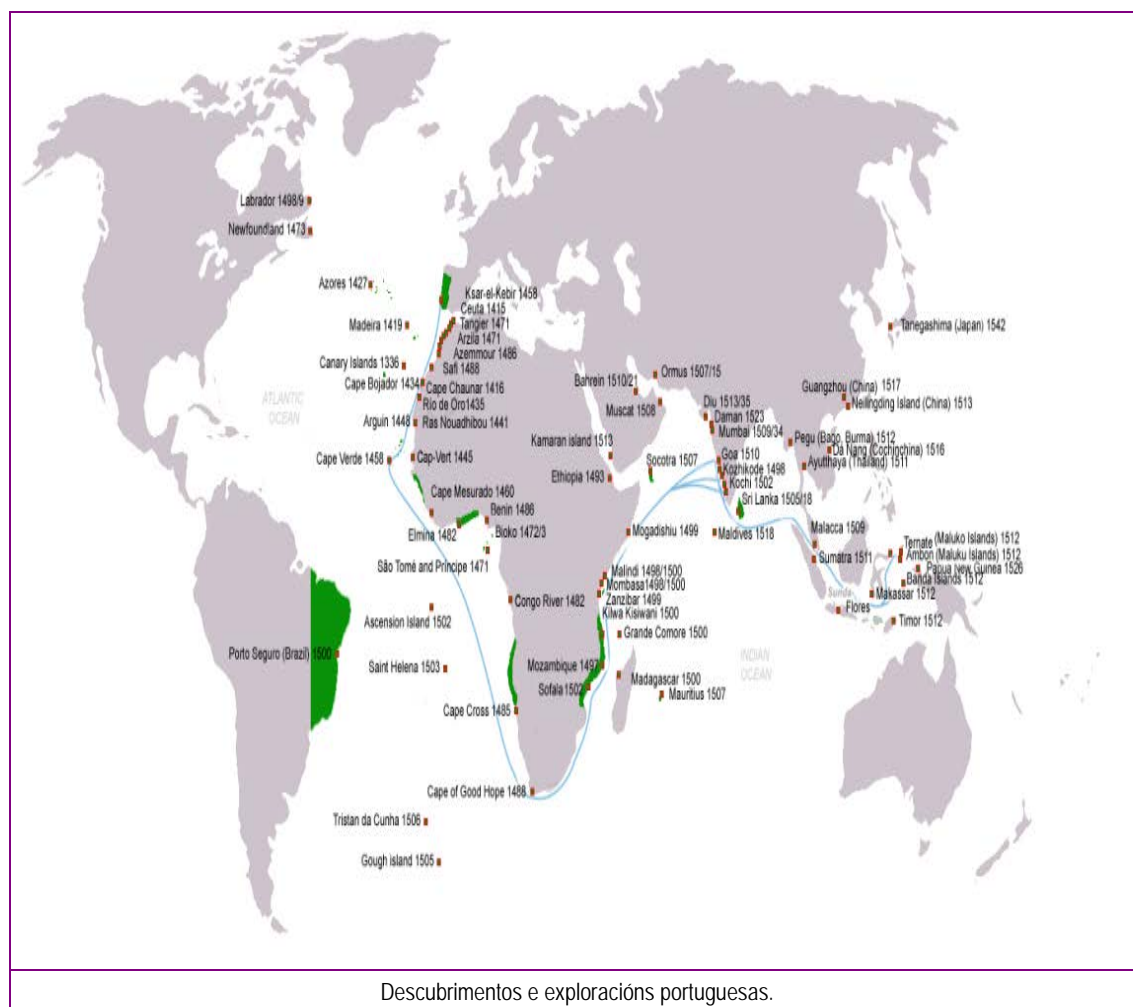 Labrador 1498/9
Newfoundland 1473
Azores 1427
Madeira 1419
Canary Islands 1336
Cape Bojador 1434
Arguin 1448
Cape Verde 1458
ATLANTIC
OCEAN
Ksar-el-Kebir 1458
Ceuta 1415
Tangier 1471
Arzila 1471
Azemmour 1486
Safi 1488
Cape Chaunar 1416
Rio de Oro1435
Ras Nouadhibou 1441
Cap-Vert 1445
Cape Mesurado 1460
Benin 1486
Elmina 1482
Bioko 1472/3
São Tomé and Principe 1471
Congo River 1482
Ascension Island 1502
Porto Seguro (Brazil) 1500
Saint Helena 1503
Cape Cross 1485
Cape of Good Hope 1488
Tristan da Cunha 1506
Gough island 1505
Bahrein 1510/21
Ormus 1507/15
Muscat 1508
Kamaran island 1513
Ethiopia 1493
Socotra 1507
Mogadishiu 1499
Malindi 1498/1500
Mombasa1498/1500
Zanzibar 1499
Kilwa Kisiwani 1500
Grande Comore 1500
Mozambique 1497
Sofala 1502
Madagascar 1500
Mauritius 1507
INDIAN
OCEAN
Diu 1513/35
Daman 1523
Mumbai 1509/34
Goa 1510
Kozhikode 1498
Kochi 1502
Sri Lanka 1505/18
Maldives 1518
Tanegashima (Japan) 1542
Guangzhou (China) 1517
Neilingding Island (China) 1513
Pegu (Bago, Burma) 1512
Da Nang (Cochinchina) 1516
Ayutthaya (Thailand) 1511
Malacca 1509
Sumatra 1511
Ternate (Maluko Islands) 1512
Ambon (Maluku Islands) 1512
Papua New Guinea 1526
Banda Islands 1512
Makassar 1512
Sunda
Flores
Timor 1512
Descubrimentos e exploracións portuguesas.